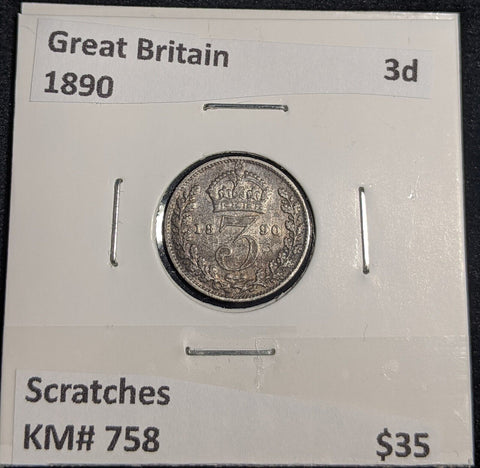 Great Britain 3d
1890
18 3 90
Scratches
KM# 758 $35